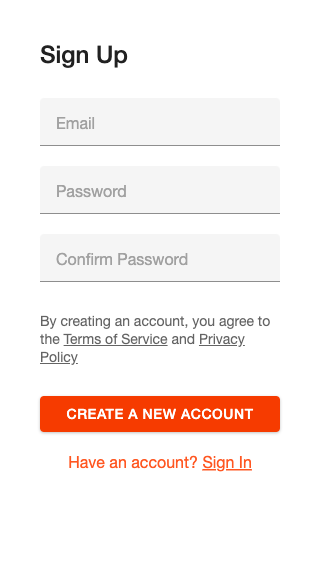 Sign Up
Email
Password
Confirm Password
By creating an account, you agree to
the Terms of Service and Privacy
Policy
CREATE A NEW ACCOUNT
Have an account? Sign In